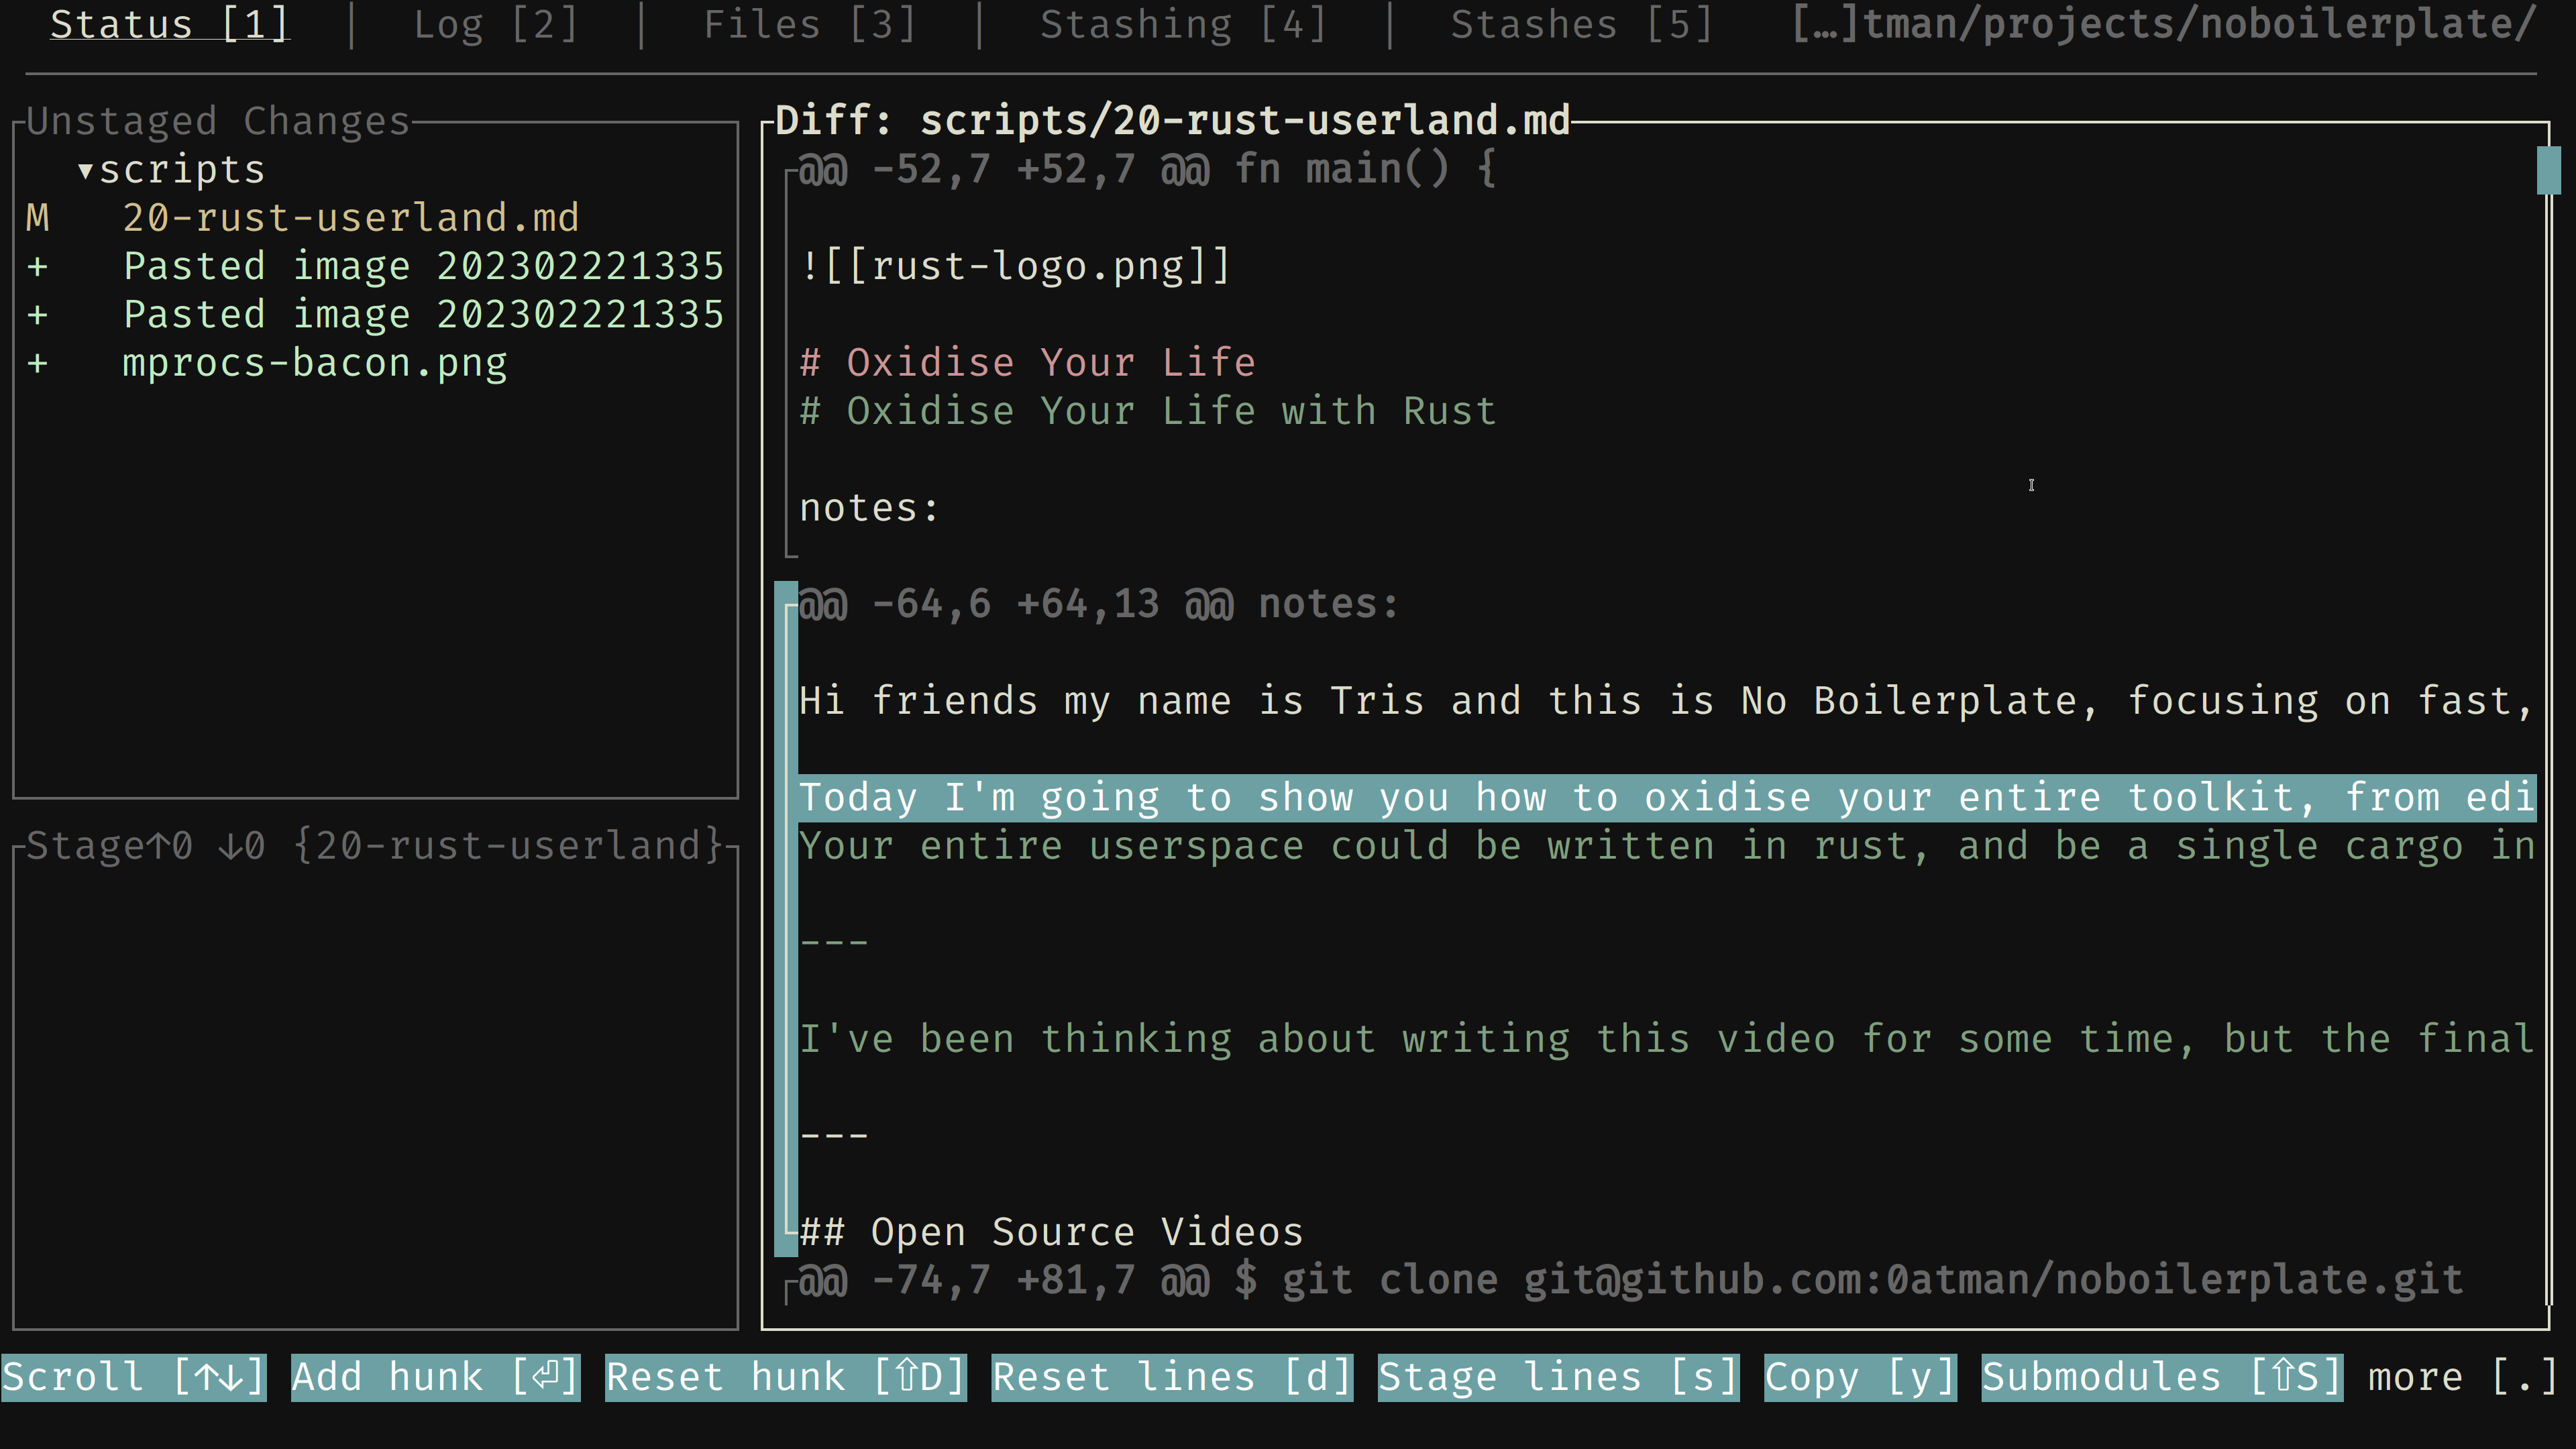 Status [1] │ Log [2] │ Files [3] │ Stashing [4] │ Stashes [5] […]tman/projects/noboilerplate/
Unstaged Changes
▾scripts
M 20-rust-userland.md
+ Pasted image 202302221335
+ Pasted image 202302221335
+ mprocs-bacon.png
Stage↑0 ↓0 {20-rust-userland}
Diff: scripts/20-rust-userland.md
@@ -52,7 +52,7 @@ fn main() {
![[rust-logo.png]]
# Oxidise Your Life
# Oxidise Your Life with Rust
notes:
@@ -64,6 +64,13 @@ notes:
Hi friends my name is Tris and this is No Boilerplate, focusing on fast,
Today I'm going to show you how to oxidise your entire toolkit, from edi
Your entire userspace could be written in rust, and be a single cargo in
---
I've been thinking about writing this video for some time, but the final
---
## Open Source Videos
@@ -74,7 +81,7 @@ $ git clone git@github.com:0atman/noboilerplate.git
Scroll [↑↓] Add hunk [⏎] Reset hunk [⇧D] Reset lines [d] Stage lines [s] Copy [y] Submodules [⇧S] more [.]